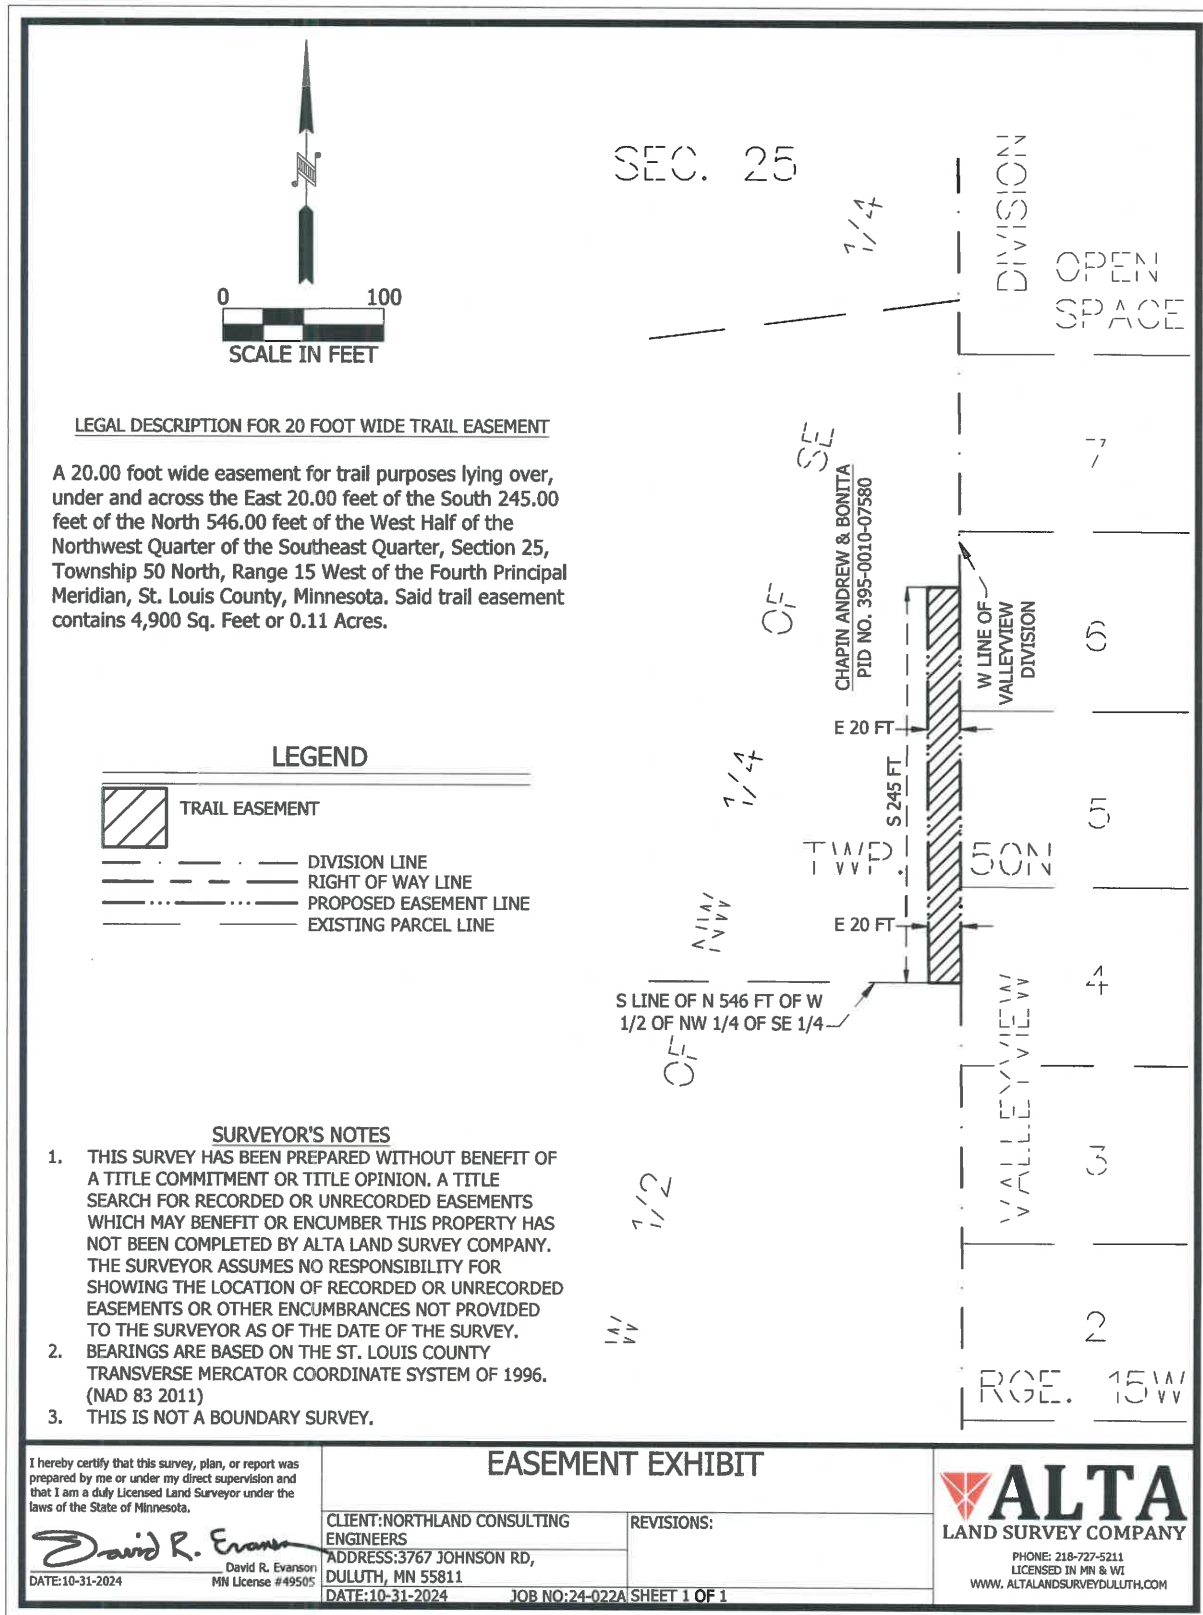 SEC. 25
DIVISION
OPEN
SPACE
1/4
0 100
SCALE IN FEET
LEGAL DESCRIPTION FOR 20 FOOT WIDE TRAIL EASEMENT
A 20.00 foot wide easement for trail purposes lying over,
under and across the East 20.00 feet of the South 245.00
feet of the North 546.00 feet of the West Half of the
Northwest Quarter of the Southeast Quarter, Section 25,
Township 50 North, Range 15 West of the Fourth Principal
Meridian, St. Louis County, Minnesota. Said trail easement
contains 4,900 Sq. Feet or 0.11 Acres.
SE
7
CHAPIN ANDREW & BONITA
PID NO. 395-0010-07580
OF
W LINE OF
VALLEYVIEW
DIVISION
6
E 20 FT
S 245 FT
1/4
5
TWP. 50N
NW
E 20 FT
4
S LINE OF N 546 FT OF W
1/2 OF NW 1/4 OF SE 1/4
OF
VALLEYVIEW
3
1/2
W
2
RGE. 15W
LEGEND
TRAIL EASEMENT
DIVISION LINE
RIGHT OF WAY LINE
PROPOSED EASEMENT LINE
EXISTING PARCEL LINE
SURVEYOR'S NOTES
1. THIS SURVEY HAS BEEN PREPARED WITHOUT BENEFIT OF
A TITLE COMMITMENT OR TITLE OPINION. A TITLE
SEARCH FOR RECORDED OR UNRECORDED EASEMENTS
WHICH MAY BENEFIT OR ENCUMBER THIS PROPERTY HAS
NOT BEEN COMPLETED BY ALTA LAND SURVEY COMPANY.
THE SURVEYOR ASSUMES NO RESPONSIBILITY FOR
SHOWING THE LOCATION OF RECORDED OR UNRECORDED
EASEMENTS OR OTHER ENCUMBRANCES NOT PROVIDED
TO THE SURVEYOR AS OF THE DATE OF THE SURVEY.
2. BEARINGS ARE BASED ON THE ST. LOUIS COUNTY
TRANSVERSE MERCATOR COORDINATE SYSTEM OF 1996.
(NAD 83 2011)
3. THIS IS NOT A BOUNDARY SURVEY.
I hereby certify that this survey, plan, or report was
prepared by me or under my direct supervision and
that I am a duly Licensed Land Surveyor under the
laws of the State of Minnesota.
David R. Evanson
David R. Evanson
DATE:10-31-2024 MN License #49505
EASEMENT EXHIBIT
CLIENT:NORTHLAND CONSULTING
ENGINEERS
ADDRESS:3767 JOHNSON RD,
DULUTH, MN 55811
DATE:10-31-2024 JOB NO:24-022A
REVISIONS:
SHEET 1 OF 1
ALTA
LAND SURVEY COMPANY
PHONE: 218-727-5211
LICENSED IN MN & WI
WWW. ALTALANDSURVEYDULUTH.COM